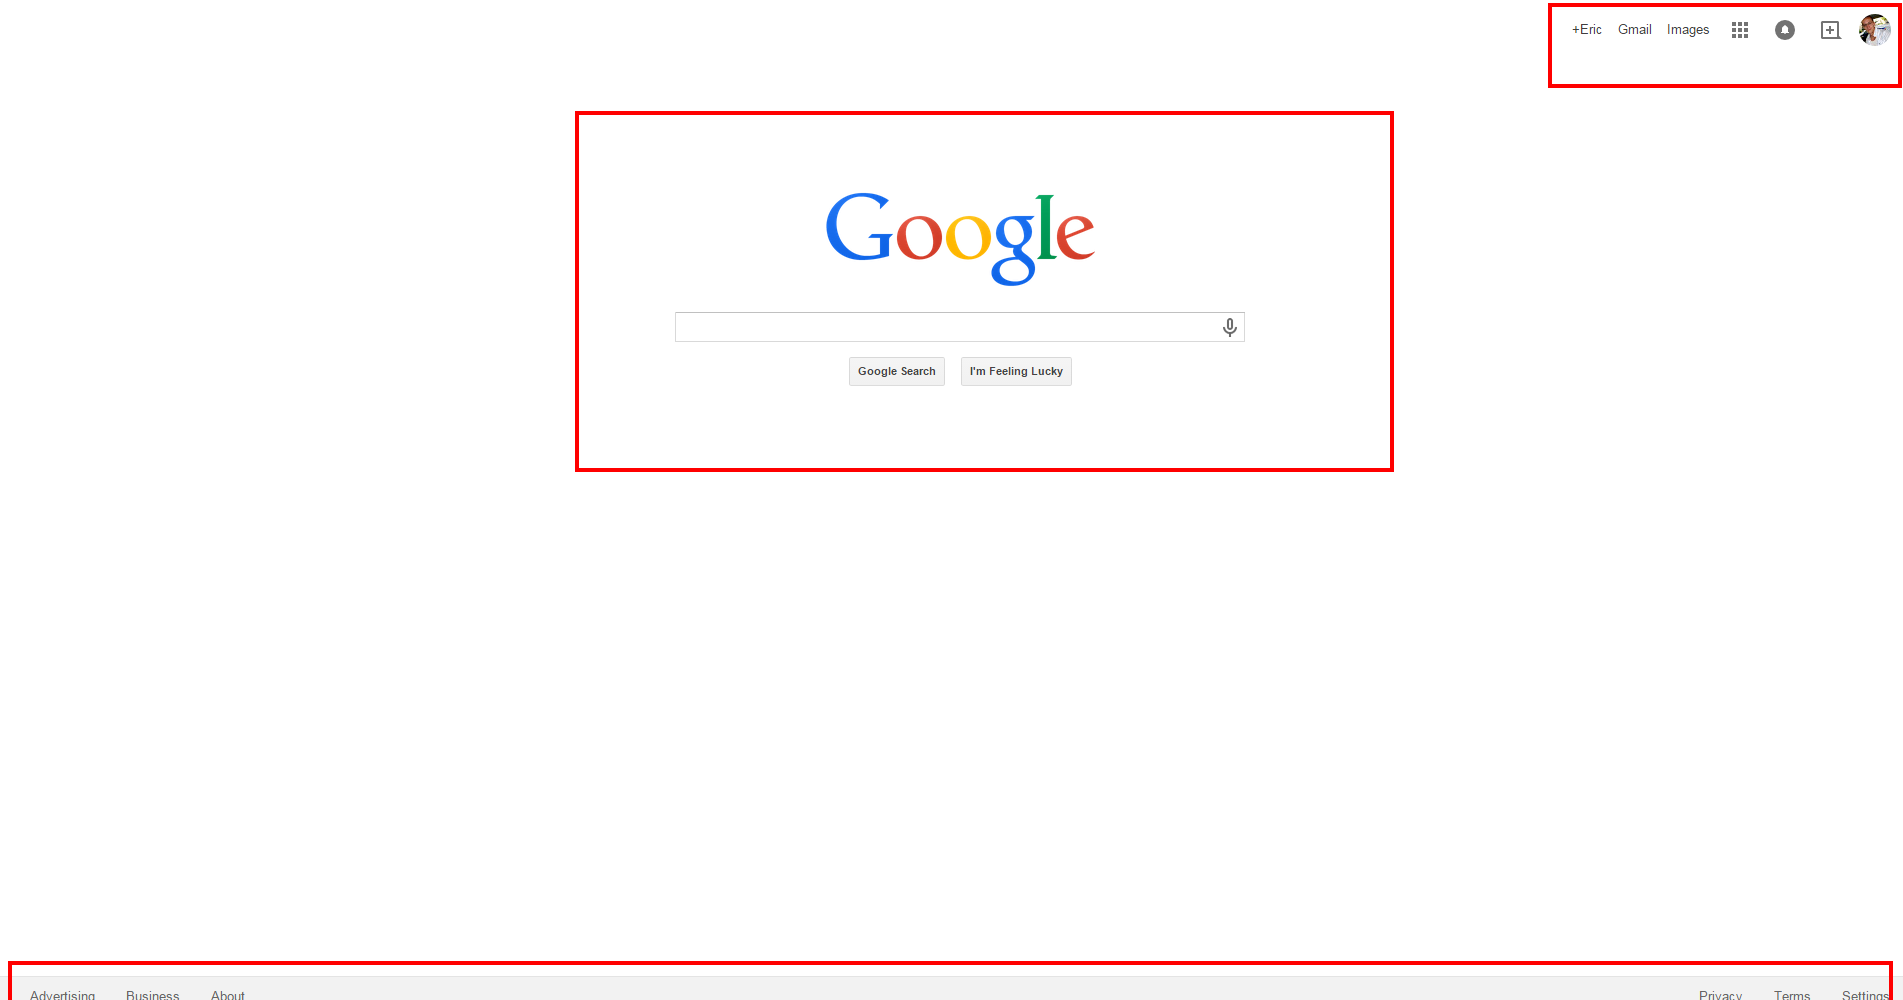 +Eric Gmail Images
Google
Google Search I'm Feeling Lucky
Advertising Business About Privacy Terms Settings